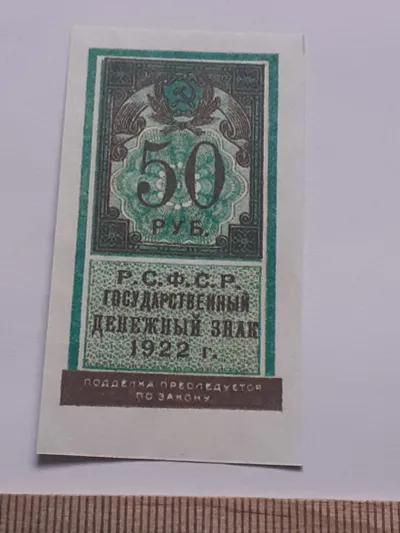 50
РУБ.
Р.С.Ф.С.Р.
ГОСУДАРСТВЕННЫЙ
ДЕНЕЖНЫЙ ЗНАК
1922 г.
ПОДДЕЛКА ПРЕСЛЕДУЕТСЯ
ПО ЗАКОНУ